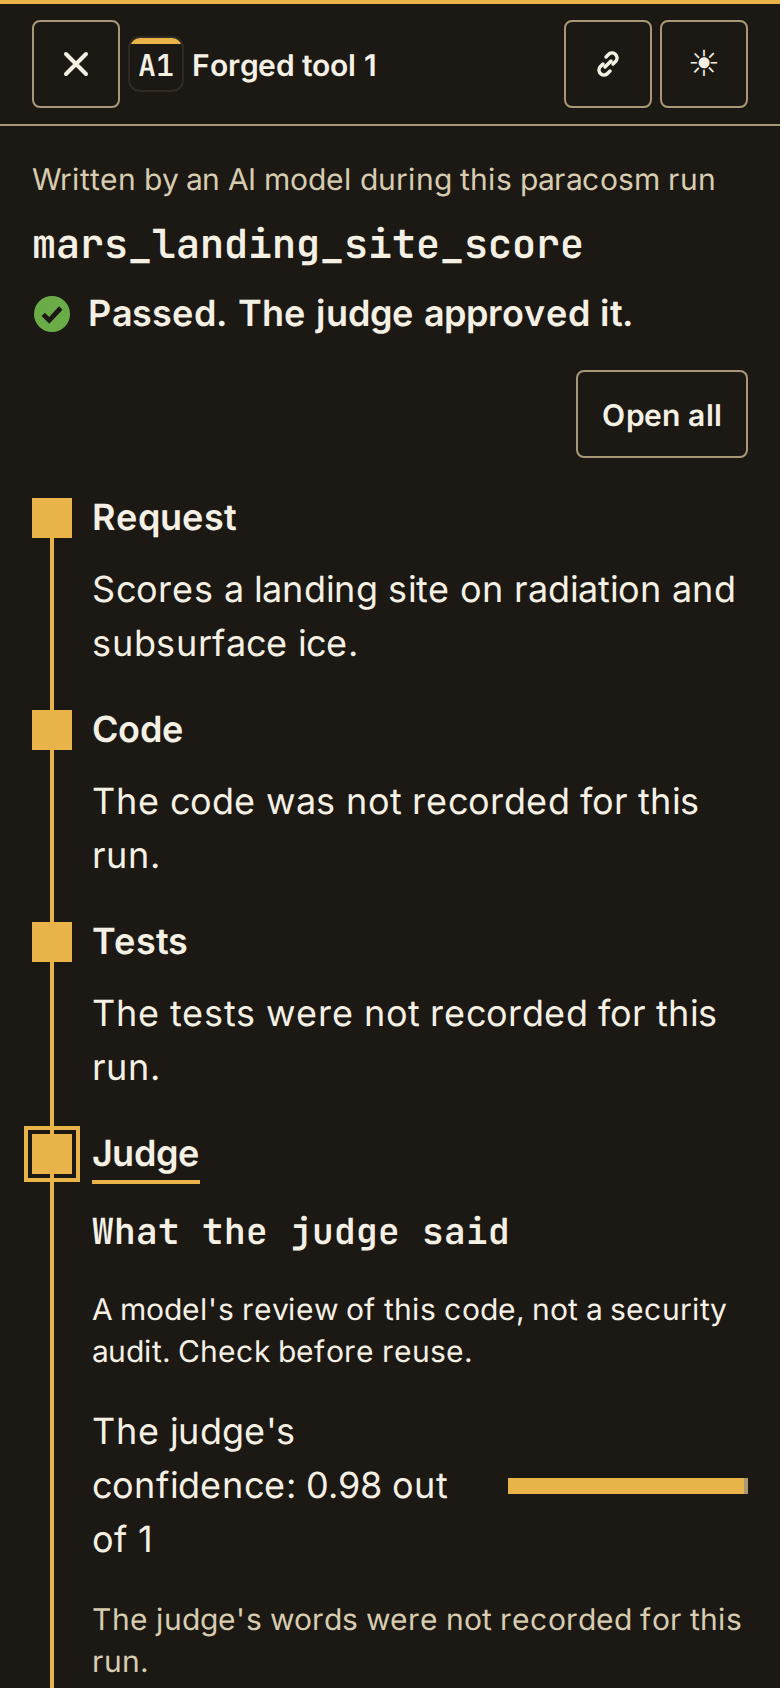 A1 Forged tool 1
Written by an AI model during this paracosm run
mars_landing_site_score
Passed. The judge approved it.
Open all
Request
Scores a landing site on radiation and
subsurface ice.
Code
The code was not recorded for this
run.
Tests
The tests were not recorded for this
run.
Judge
What the judge said
A model's review of this code, not a security
audit. Check before reuse.
The judge's
confidence: 0.98 out
of 1
The judge's words were not recorded for this
run.